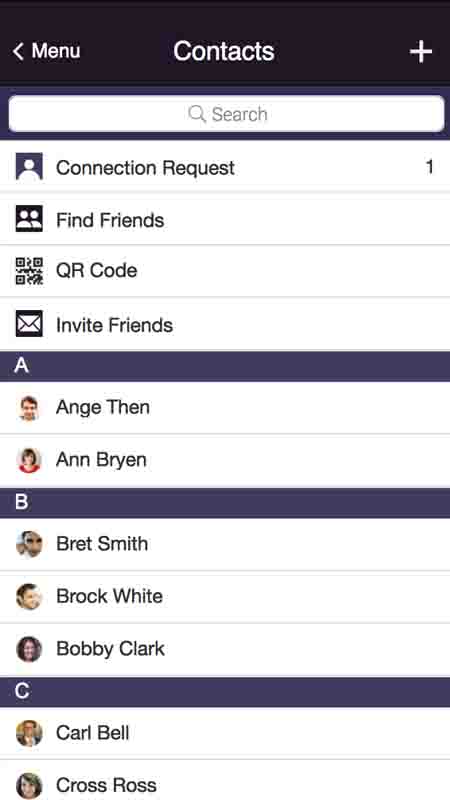 Menu Contacts +
Search
Connection Request 1
Find Friends
QR Code
Invite Friends
A
Ange Then
Ann Bryen
B
Bret Smith
Brock White
Bobby Clark
C
Carl Bell
Cross Ross